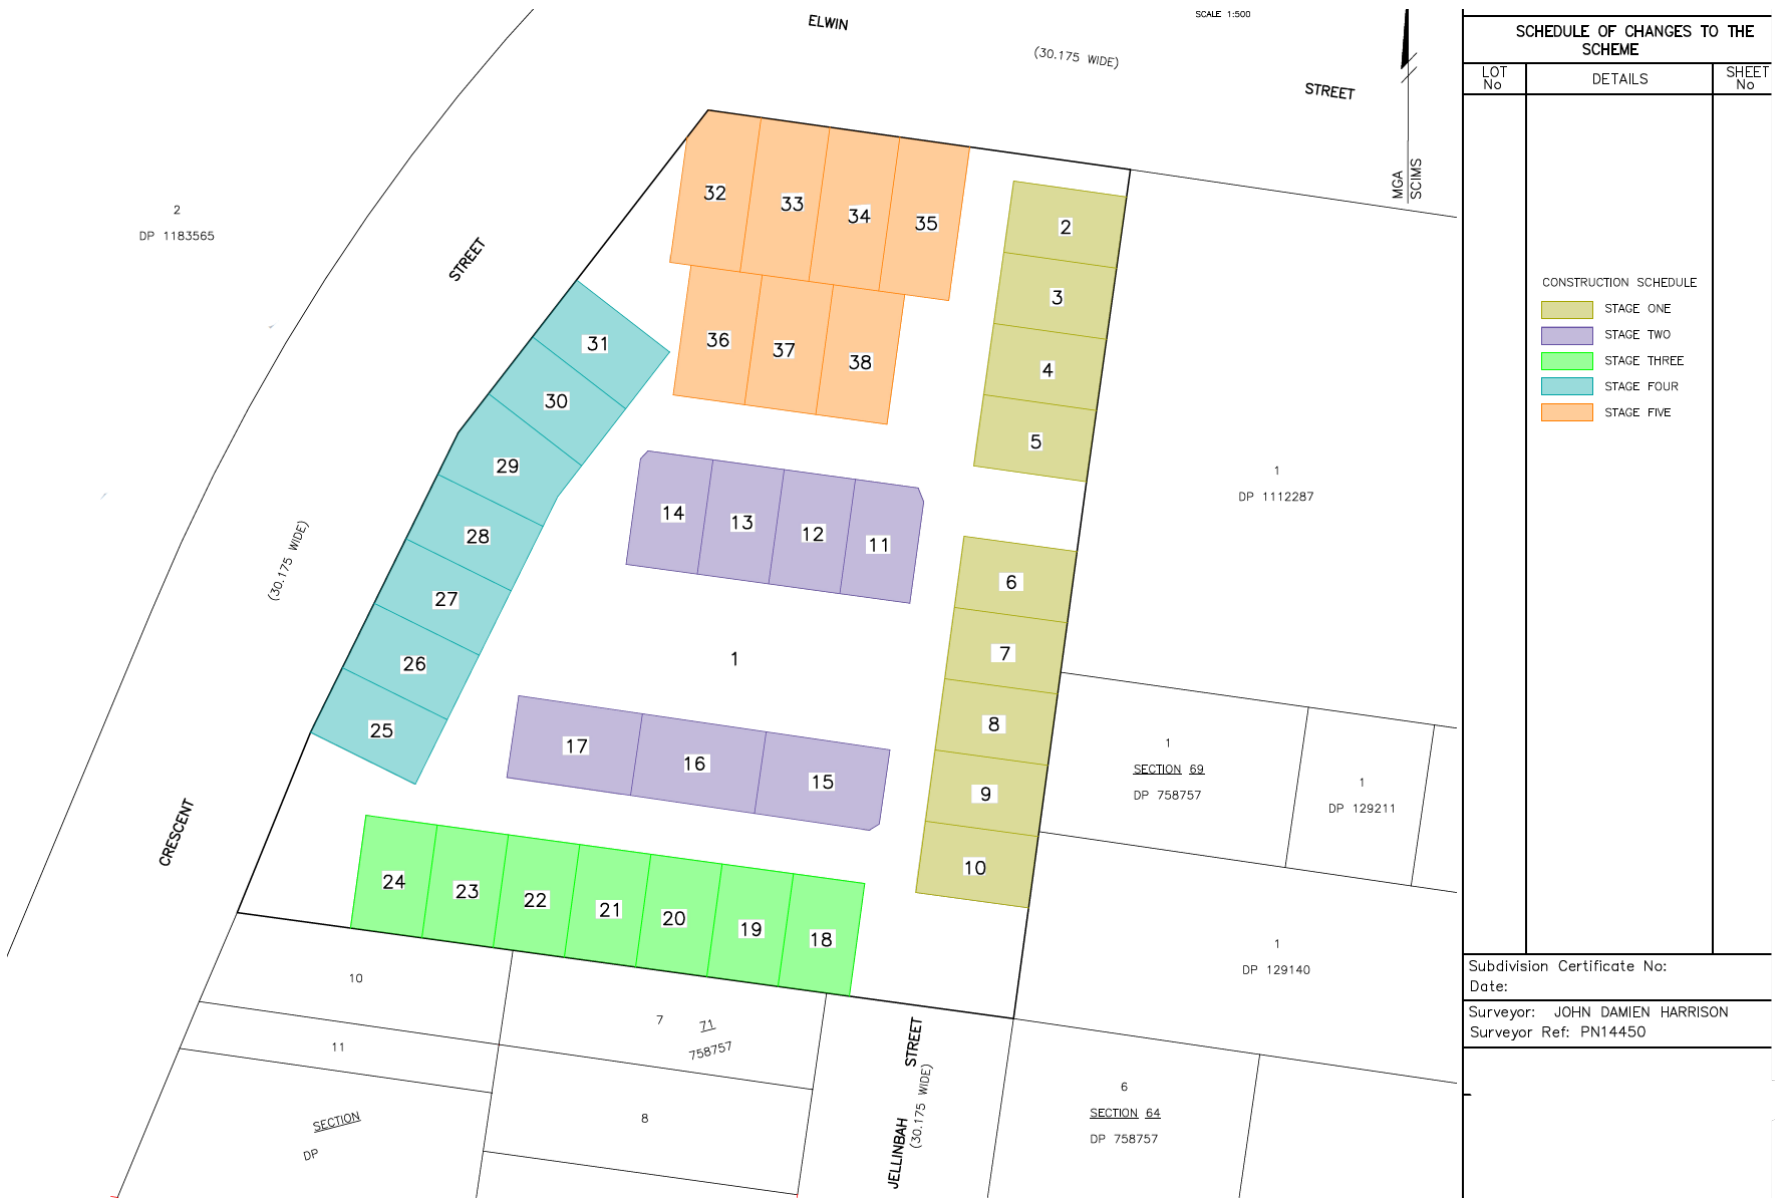 ELWIN
(30.175 WIDE)
STREET
SCALE 1:500
MGA
SCIMS
2
DP 1183565
STREET
(30.175 WIDE)
CRESCENT
32
33
34
35
36
37
38
2
3
4
5
31
30
29
28
27
26
25
14
13
12
11
6
7
8
9
10
1
17
16
15
24
23
22
21
20
19
18
1
DP 1112287
1
SECTION 69
DP 758757
1
DP 129211
1
DP 129140
10
11
7
71
758757
8
SECTION
DP
JELLINBAH STREET
(30.175 WIDE)
6
SECTION 64
DP 758757
SCHEDULE OF CHANGES TO THE
SCHEME
LOT
No
DETAILS
SHEET
No
CONSTRUCTION SCHEDULE
STAGE ONE
STAGE TWO
STAGE THREE
STAGE FOUR
STAGE FIVE
Subdivision Certificate No:
Date:
Surveyor: JOHN DAMIEN HARRISON
Surveyor Ref: PN14450